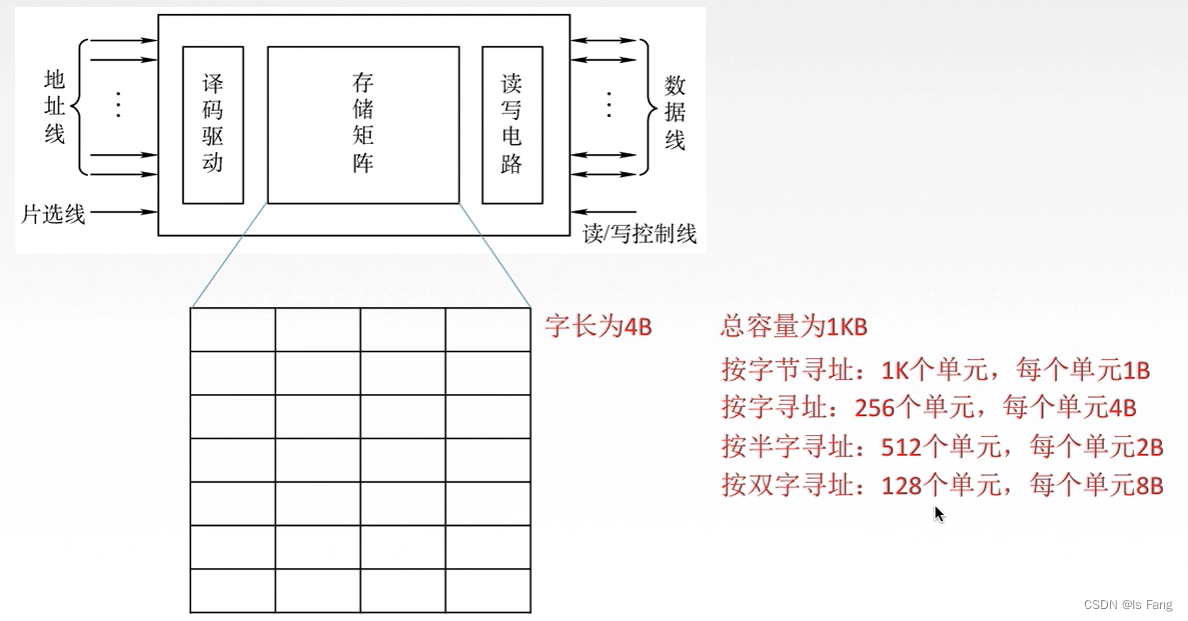 地址线
片选线
译码驱动
存储矩阵
读写电路
数据线
读/写控制线
字长为4B
总容量为1KB
按字节寻址：1K个单元，每个单元1B
按字寻址：256个单元，每个单元4B
按半字寻址：512个单元，每个单元2B
按双字寻址：128个单元，每个单元8B
CSDN @ls Fang